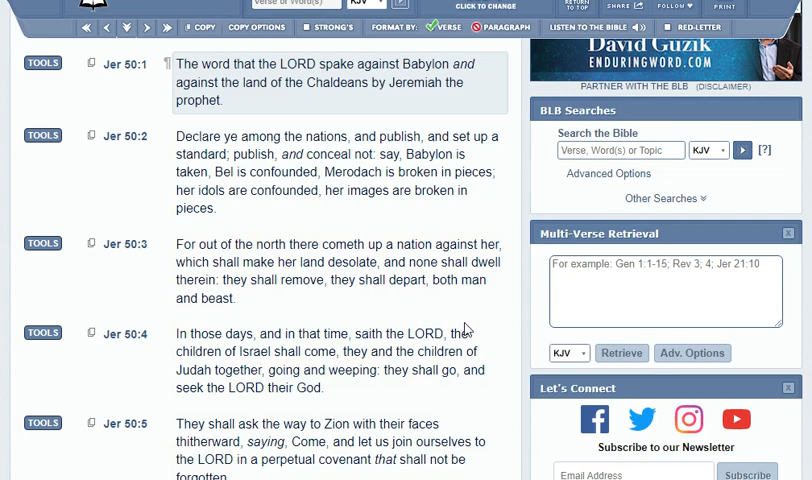 Verse or Word(s)
KJV
CLICK TO CHANGE
RETURN
TO TOP
SHARE
FOLLOW
PRINT
COPY
COPY OPTIONS
STRONG'S
FORMAT BY:
VERSE
PARAGRAPH
LISTEN TO THE BIBLE
RED-LETTER
TOOLS
Jer 50:1
¶ The word that the LORD spake against Babylon and
against the land of the Chaldeans by Jeremiah the
prophet.
TOOLS
Jer 50:2
Declare ye among the nations, and publish, and set up a
standard; publish, and conceal not: say, Babylon is
taken, Bel is confounded, Merodach is broken in pieces;
her idols are confounded, her images are broken in
pieces.
TOOLS
Jer 50:3
For out of the north there cometh up a nation against her,
which shall make her land desolate, and none shall dwell
therein: they shall remove, they shall depart, both man
and beast.
TOOLS
Jer 50:4
In those days, and in that time, saith the LORD, the
children of Israel shall come, they and the children of
Judah together, going and weeping: they shall go, and
seek the LORD their God.
TOOLS
Jer 50:5
They shall ask the way to Zion with their faces
thitherward, saying, Come, and let us join ourselves to
the LORD in a perpetual covenant that shall not be
forgotten.
David Guzik
ENDURINGWORD.COM
PARTNER WITH THE BLB (DISCLAIMER)
BLB Searches
Search the Bible
Verse, Word(s) or Topic
KJV
[?]
Advanced Options
Other Searches
Multi-Verse Retrieval
x
For example: Gen 1:1-15; Rev 3; 4; Jer 21:10
KJV
Retrieve
Adv. Options
Let's Connect
x
Subscribe to our Newsletter
Email Address
Subscribe